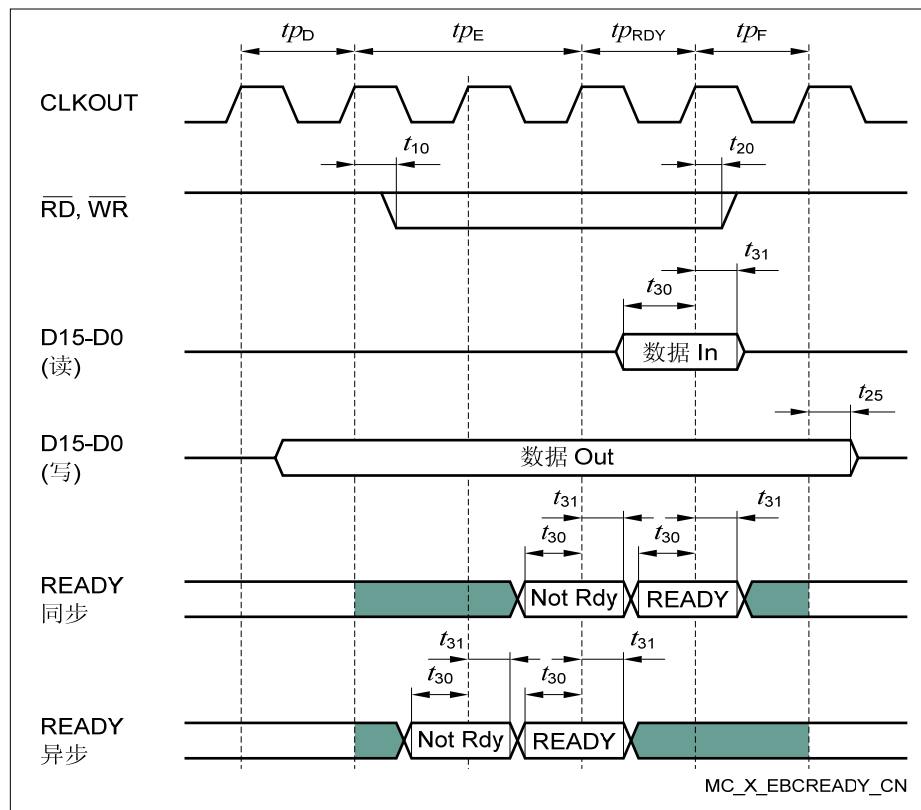 tpD tpE tpRDY tpF
CLKOUT
t10 t20
RD, WR
t31
t30
D15-D0
(读)
数据 In
t25
D15-D0
(写)
数据 Out
t31 t31
t30 t30
READY
同步
Not Rdy READY
t31 t31
t30 t30
READY
异步
Not Rdy READY
MC_X_EBCREADY_CN